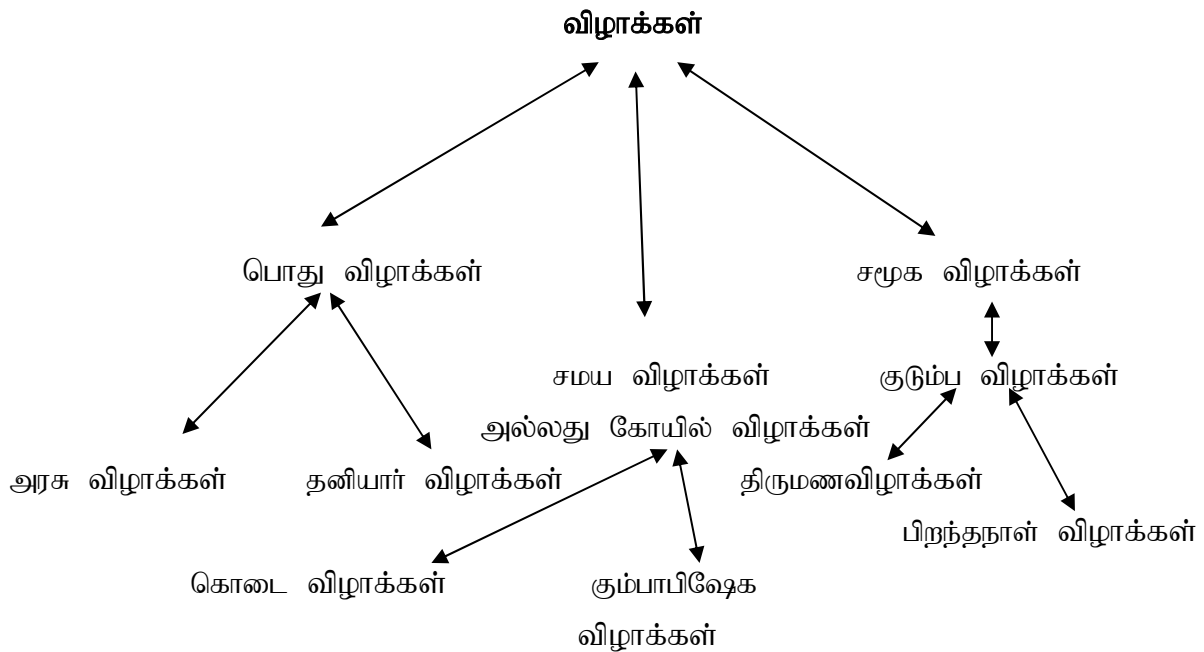 விழாக்கள்
பொது விழாக்கள்
சமூக விழாக்கள்
சமய விழாக்கள்
அல்லது கோயில் விழாக்கள்
குடும்ப விழாக்கள்
அரசு விழாக்கள்
தனியார் விழாக்கள்
திருமணவிழாக்கள்
பிறந்தநாள் விழாக்கள்
கொடை விழாக்கள்
கும்பாபிஷேக
விழாக்கள்